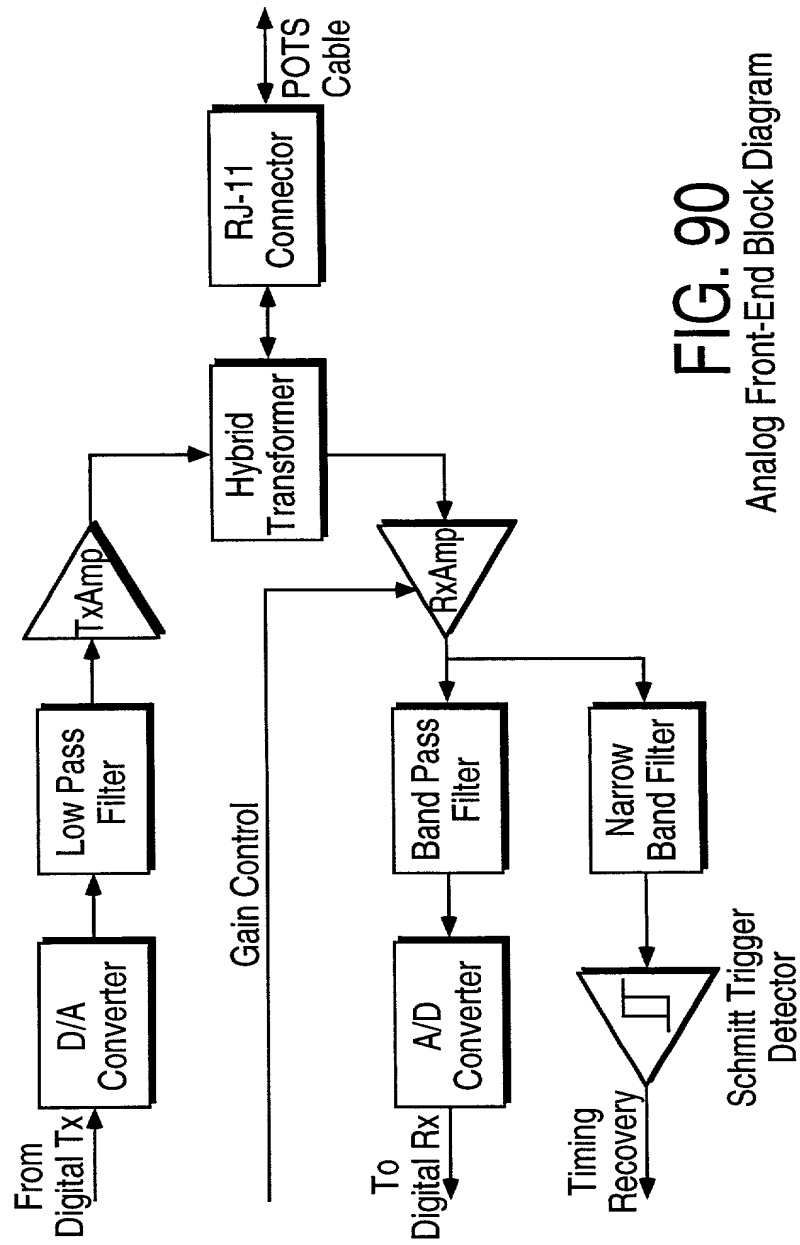 From
Digital Tx
D/A
Converter
Low Pass
Filter
TxAmp
Hybrid
Transformer
RJ-11
Connector
POTS
Cable
Gain Control
RxAmp
To
Digital Rx
A/D
Converter
Band Pass
Filter
Timing
Recovery
Schmitt Trigger
Detector
Narrow
Band Filter
FIG. 90
Analog Front-End Block Diagram